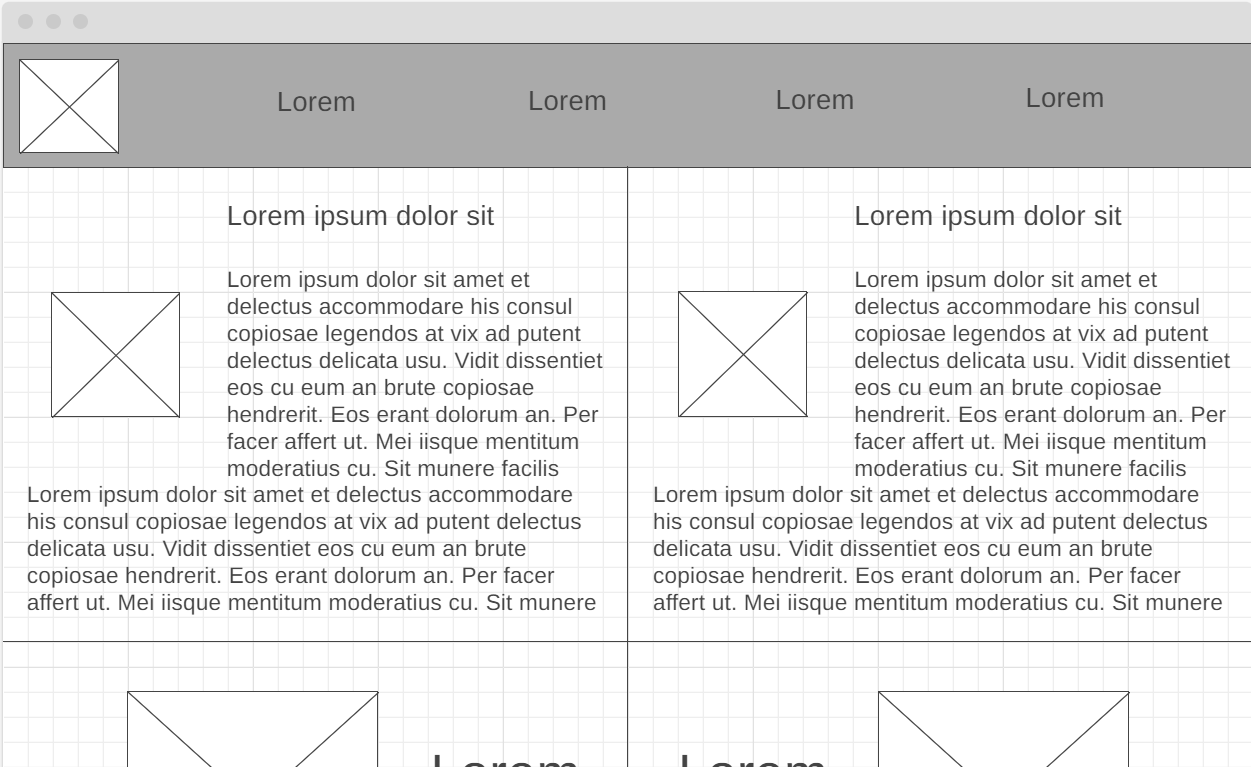 Lorem
Lorem
Lorem
Lorem
Lorem ipsum dolor sit
Lorem ipsum dolor sit amet et
delectus accommodare his consul
copiosae legendos at vix ad putent
delectus delicata usu. Vidit dissentiet
eos cu eum an brute copiosae
hendrerit. Eos erant dolorum an. Per
facer affert ut. Mei iisque mentitum
moderatius cu. Sit munere facilis
Lorem ipsum dolor sit amet et delectus accommodare
his consul copiosae legendos at vix ad putent delectus
delicata usu. Vidit dissentiet eos cu eum an brute
copiosae hendrerit. Eos erant dolorum an. Per facer
affert ut. Mei iisque mentitum moderatius cu. Sit munere
Lorem ipsum dolor sit
Lorem ipsum dolor sit amet et
delectus accommodare his consul
copiosae legendos at vix ad putent
delectus delicata usu. Vidit dissentiet
eos cu eum an brute copiosae
hendrerit. Eos erant dolorum an. Per
facer affert ut. Mei iisque mentitum
moderatius cu. Sit munere facilis
Lorem ipsum dolor sit amet et delectus accommodare
his consul copiosae legendos at vix ad putent delectus
delicata usu. Vidit dissentiet eos cu eum an brute
copiosae hendrerit. Eos erant dolorum an. Per facer
affert ut. Mei iisque mentitum moderatius cu. Sit munere
Lorem
Lorem